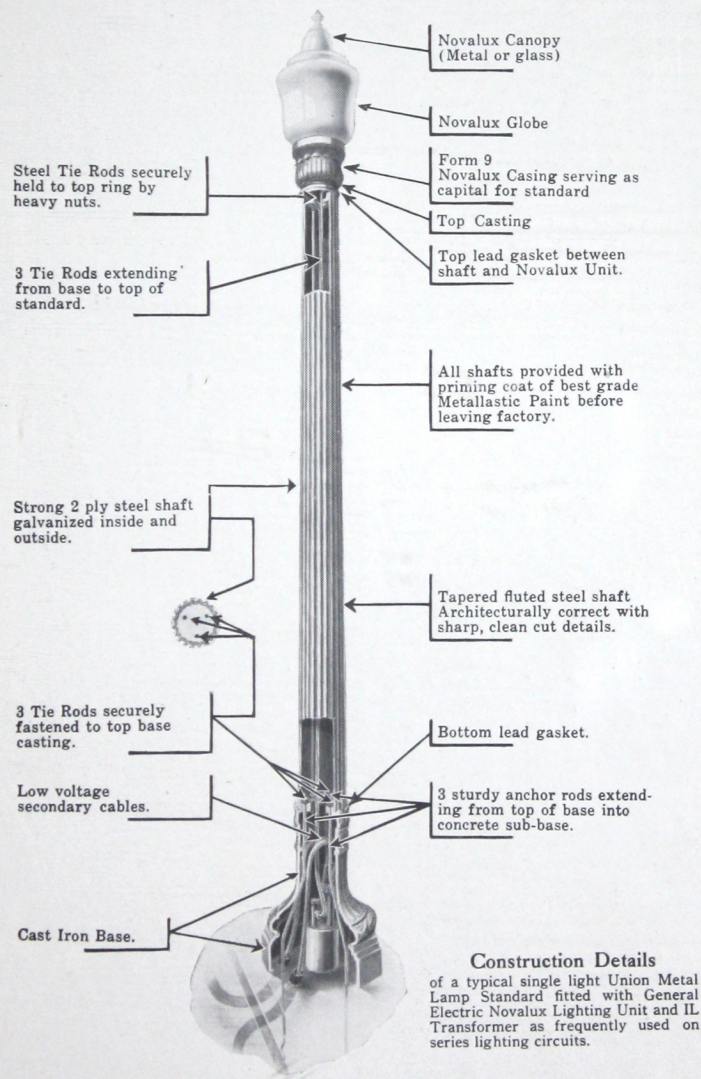 Novalux Canopy
(Metal or glass)
Novalux Globe
Form 9
Novalux Casing serving as
capital for standard
Top Casting
Top lead gasket between
shaft and Novalux Unit.
Steel Tie Rods securely
held to top ring by
heavy nuts.
3 Tie Rods extending
from base to top of
standard.
All shafts provided with
priming coat of best grade
Metallastic Paint before
leaving factory.
Strong 2 ply steel shaft
galvanized inside and
outside.
Tapered fluted steel shaft
Architecturally correct with
sharp, clean cut details.
3 Tie Rods securely
fastened to top base
casting.
Bottom lead gasket.
Low voltage
secondary cables.
3 sturdy anchor rods extend-
ing from top of base into
concrete sub-base.
Cast Iron Base.
Construction Details
of a typical single light Union Metal
Lamp Standard fitted with General
Electric Novalux Lighting Unit and IL
Transformer as frequently used on
series lighting circuits.